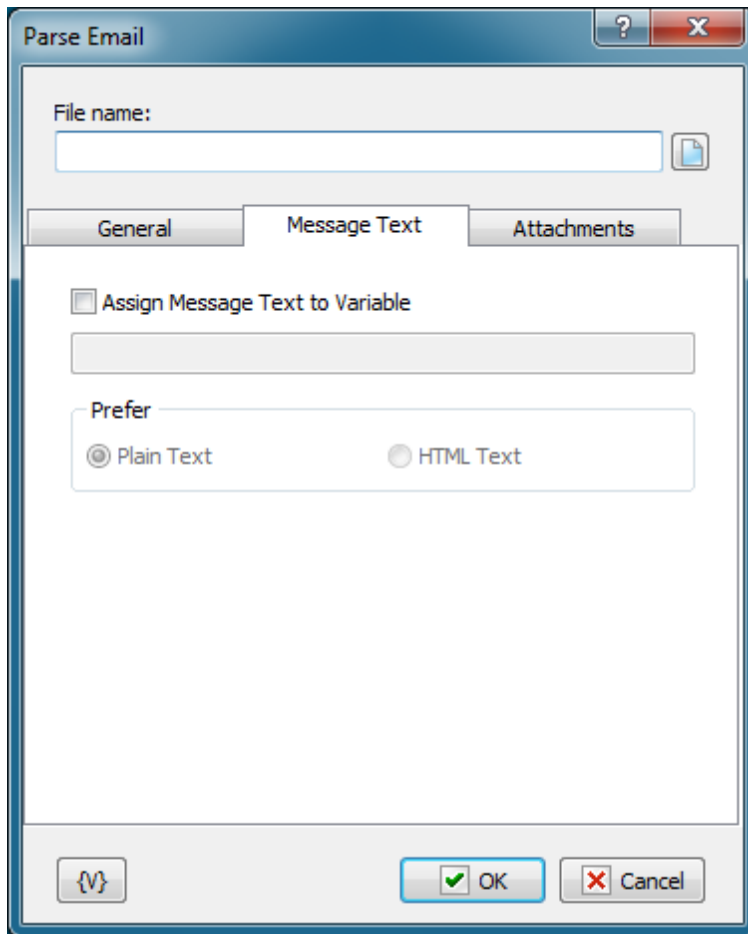 Parse Email
?
File name:
General Message Text Attachments
Assign Message Text to Variable
Prefer
Plain Text HTML Text
{V} OK Cancel